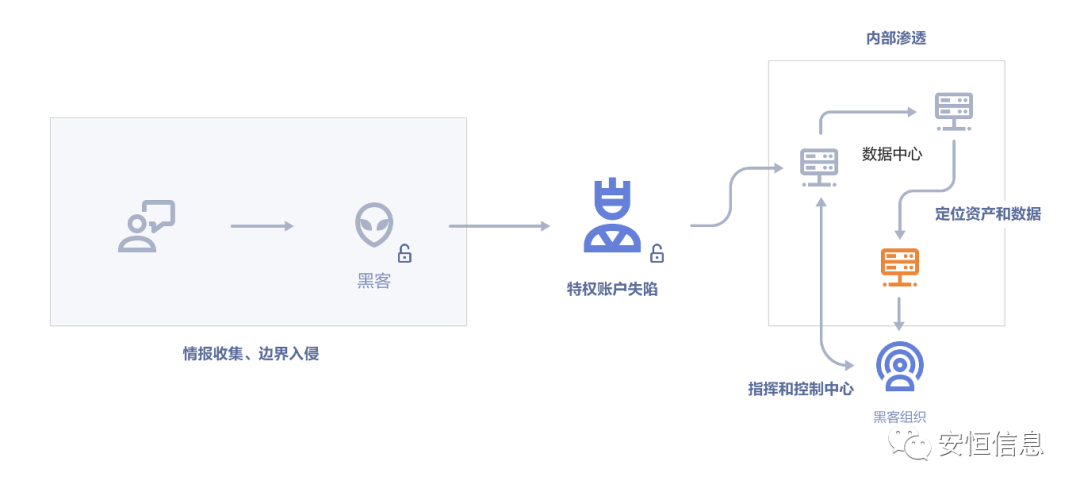 内部渗透
数据中心
定位资产和数据
黑客
特权账户失陷
情报收集、边界入侵
指挥和控制中心
黑客组织
安恒信息